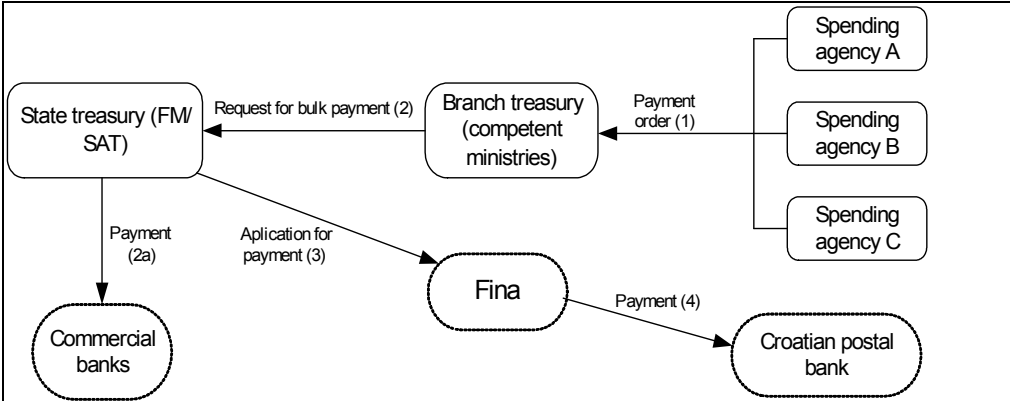 Spending
agency A
State treasury (FM/
SAT)
Request for bulk payment (2)
Branch treasury
(competent
ministries)
Payment
order (1)
Spending
agency B
Spending
agency C
Payment
(2a)
Aplication for
payment (3)
Fina
Payment (4)
Commercial
banks
Croatian postal
bank